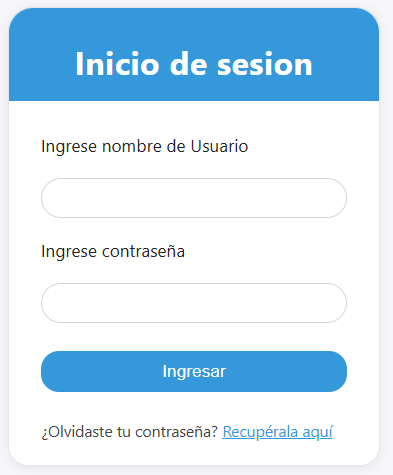 Inicio de sesion
Ingrese nombre de Usuario
Ingrese contraseña
Ingresar
¿Olvidaste tu contraseña? Recupérala aquí